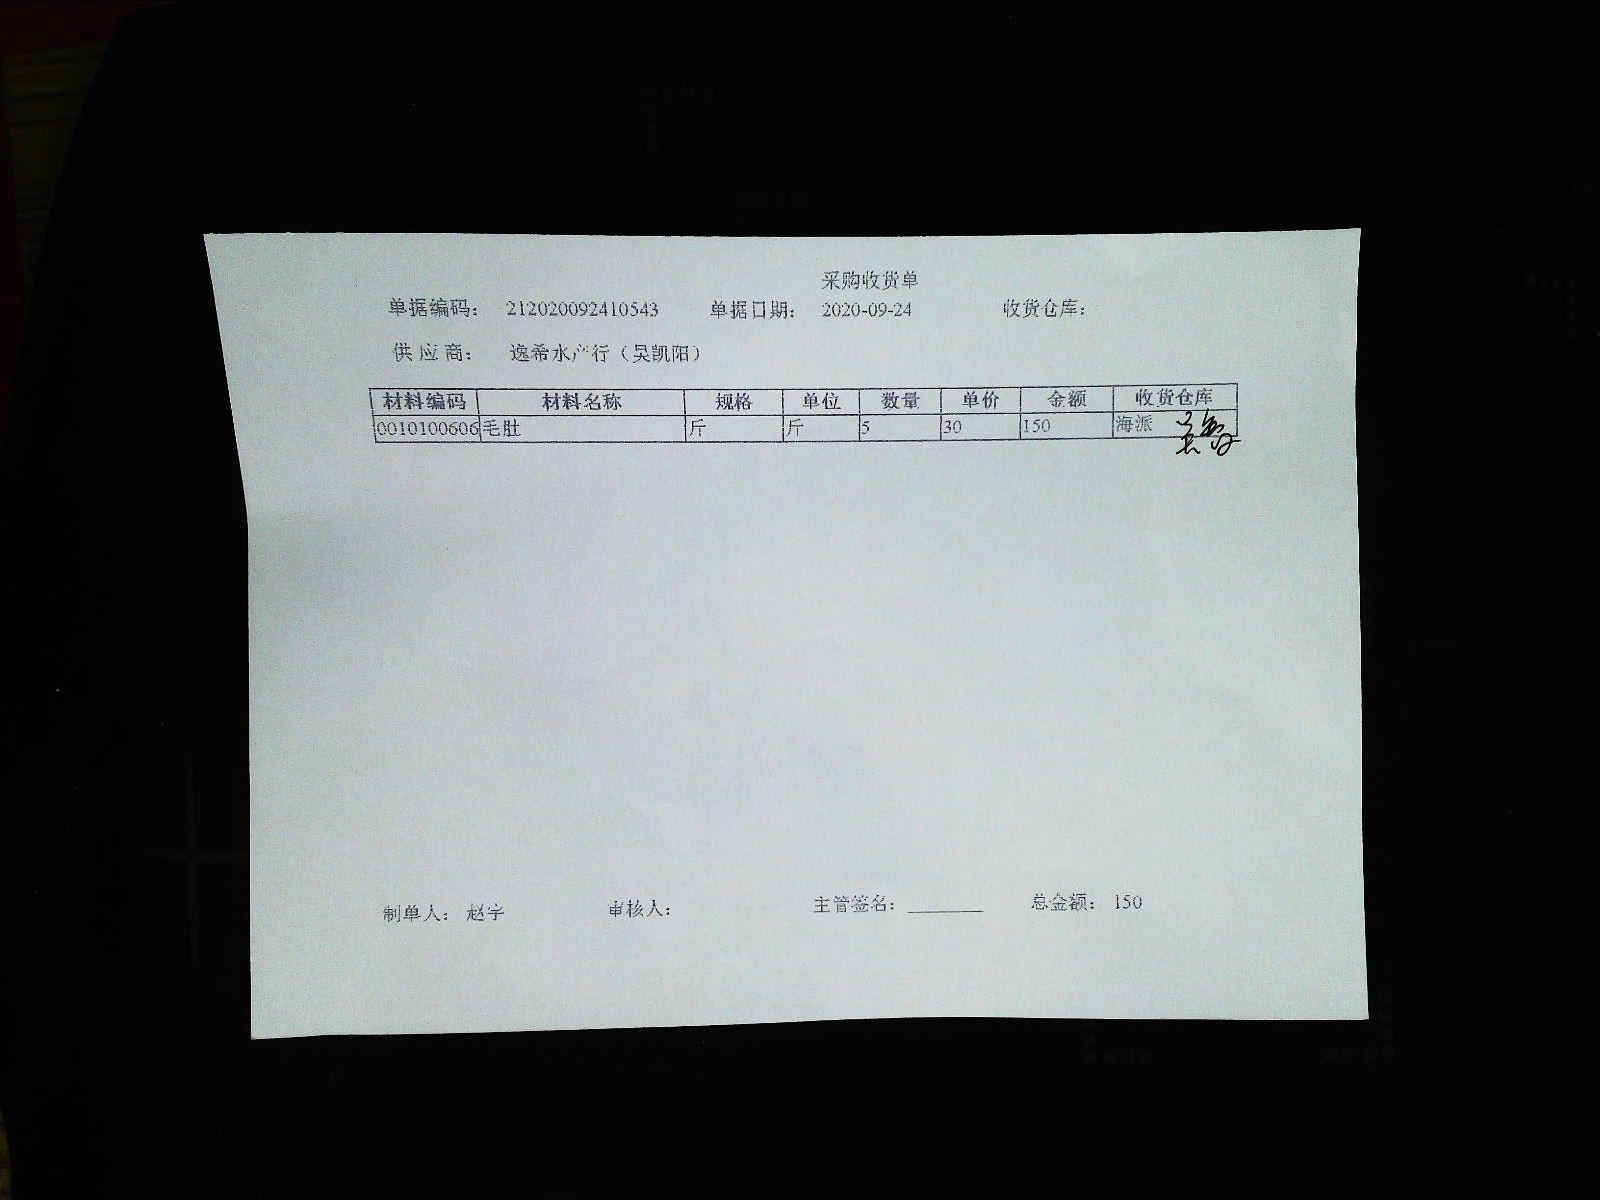 采购收货单
单据编码: 212020092410543 单据日期: 2020-09-24 收货仓库:
供应商: 逸希水产行(吴凯阳)
材料编码 材料名称 规格 单位 数量 单价 金额 收货仓库
0010100606 毛肚 斤 斤 5 30 150 海派
制单人: 赵宇 审核人: 主管签名: ________ 总金额: 150